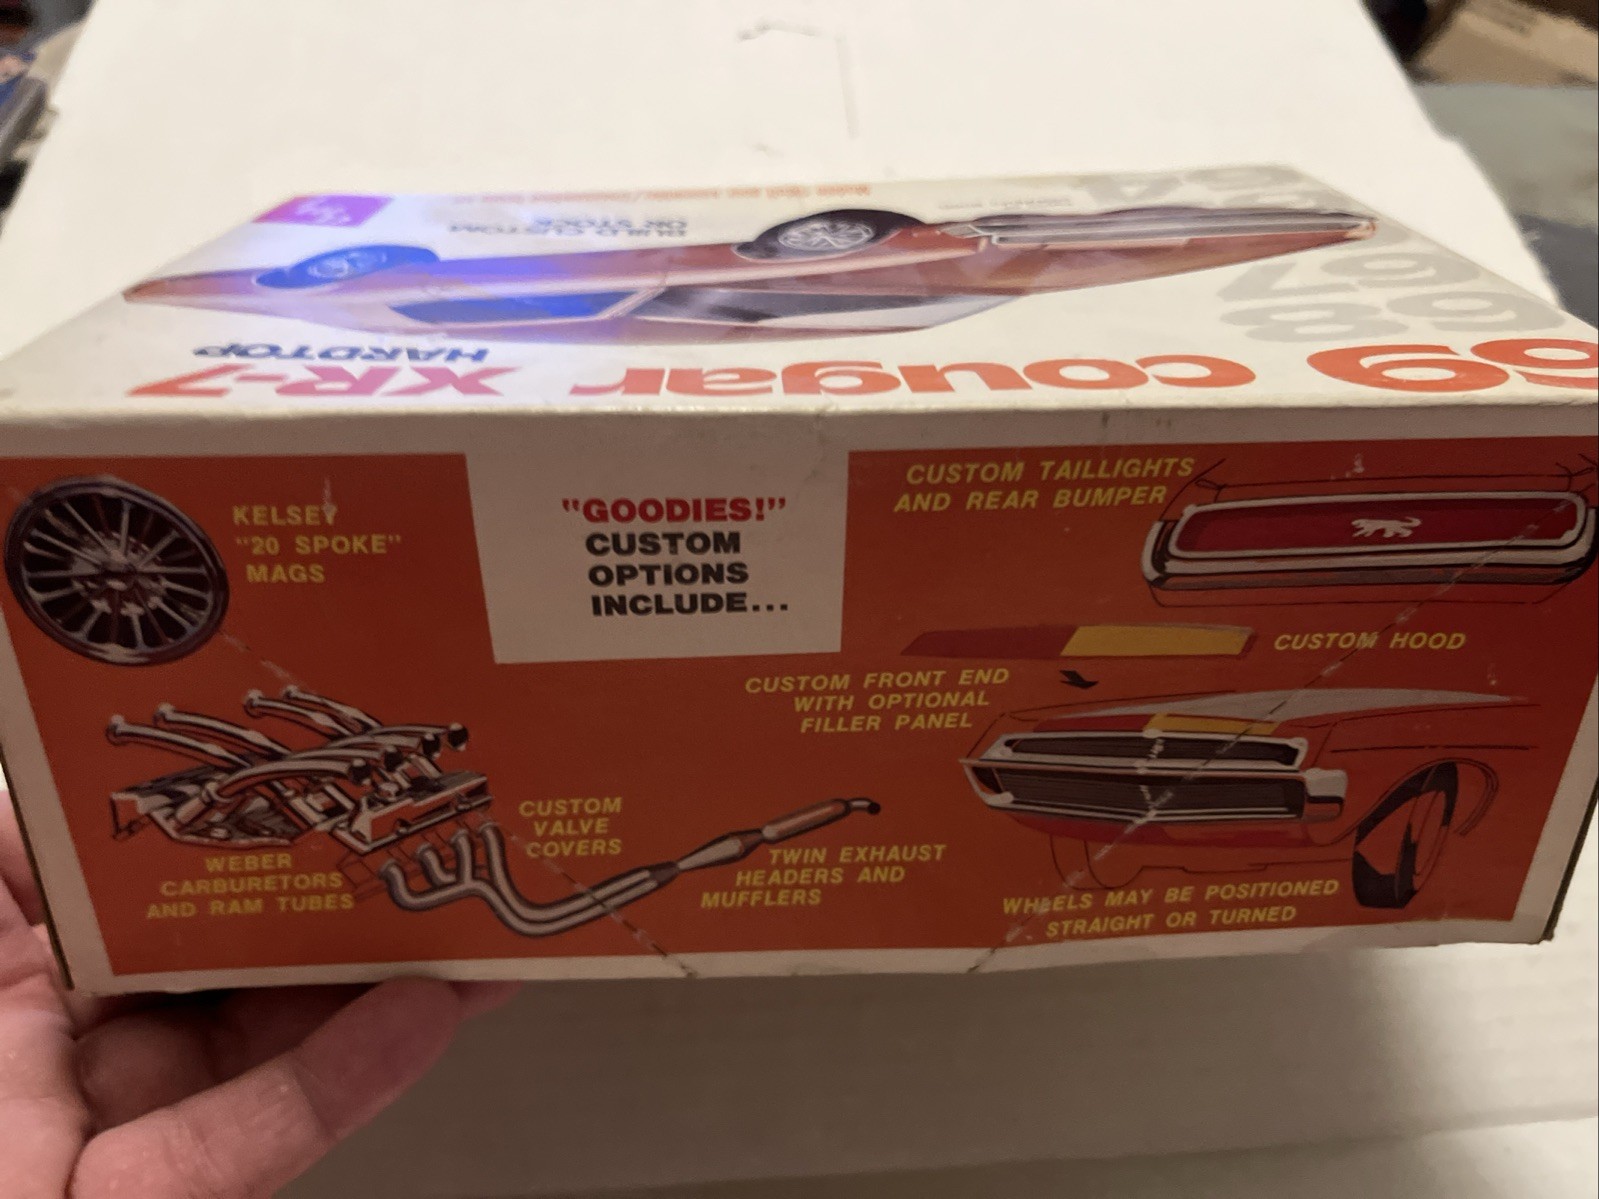 69 cougar XR-7
HARDTOP
BUILD CUSTOM
OR STOCK
"GOODIES!"
CUSTOM
OPTIONS
INCLUDE...
KELSEY
"20 SPOKE"
MAGS
CUSTOM TAILLIGHTS
AND REAR BUMPER
CUSTOM HOOD
CUSTOM FRONT END
WITH OPTIONAL
FILLER PANEL
CUSTOM
VALVE
COVERS
WEBER
CARBURETORS
AND RAM TUBES
TWIN EXHAUST
HEADERS AND
MUFFLERS
WHEELS MAY BE POSITIONED
STRAIGHT OR TURNED